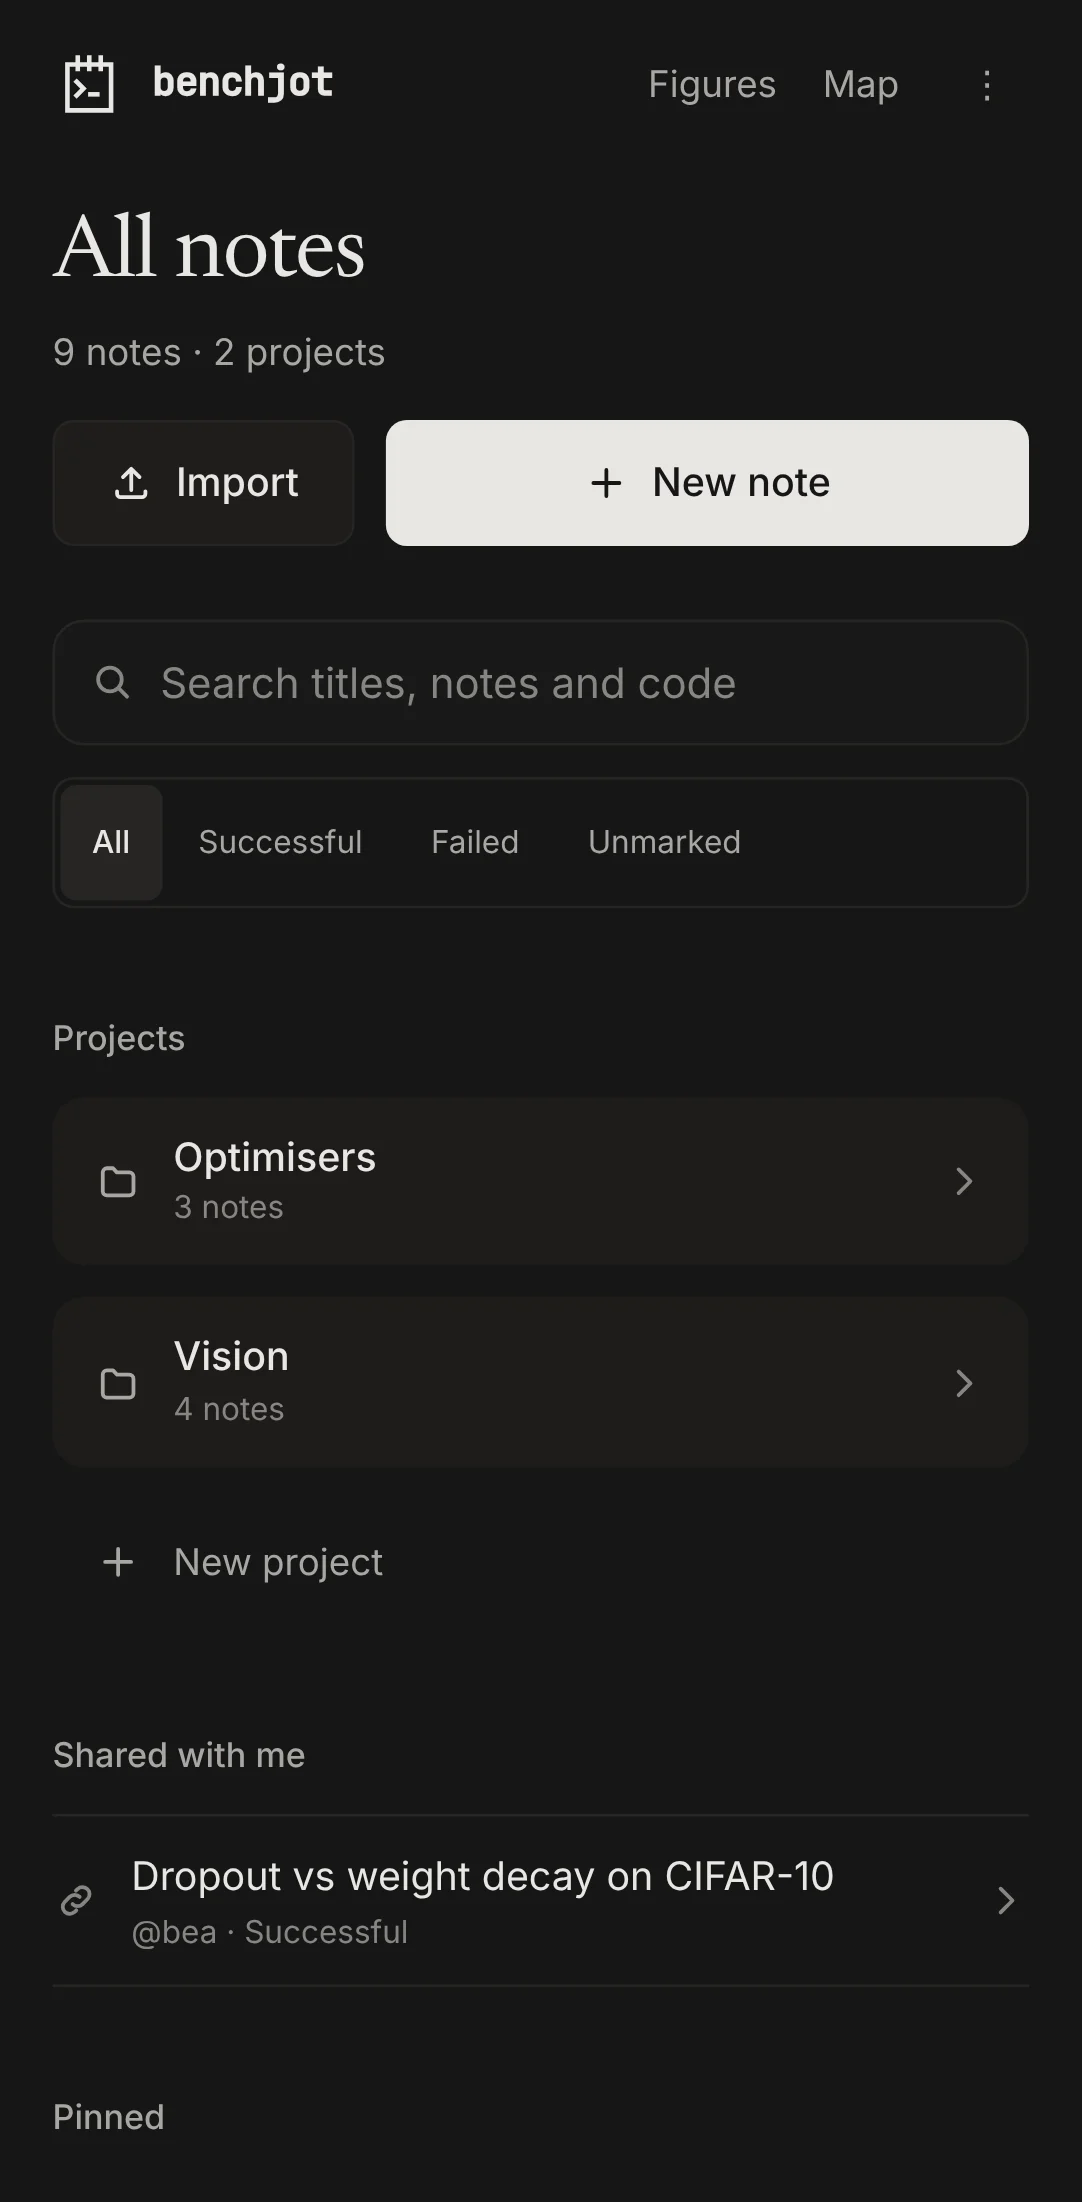 benchjot
Figures
Map
All notes
9 notes · 2 projects
Import
New note
Search titles, notes and code
All
Successful
Failed
Unmarked
Projects
Optimisers
3 notes
Vision
4 notes
New project
Shared with me
Dropout vs weight decay on CIFAR-10
@bea · Successful
Pinned